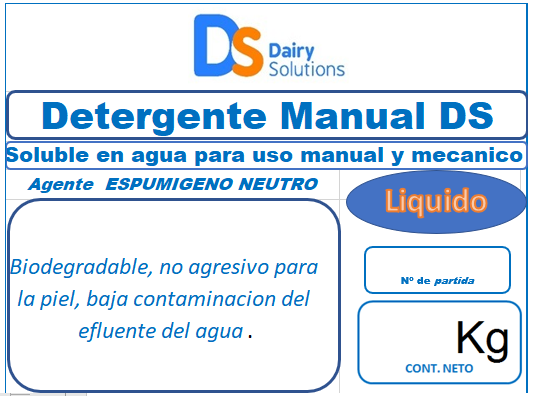 DS Dairy
Solutions
Detergente Manual DS
Soluble en agua para uso manual y mecanico
Agente ESPUMIGENO NEUTRO
Liquido
Biodegradable, no agresivo para
la piel, baja contaminacion del
efluente del agua .
Nº de partida
Kg
CONT. NETO